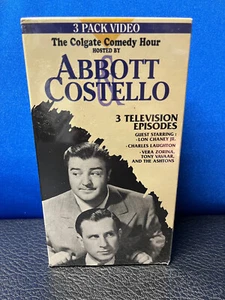 3 PACK VIDEO
The Colgate Comedy Hour
HOSTED BY
ABBOTT
&
COSTELLO
3 TELEVISION
EPISODES
GUEST STARRING:
·LON CHANEY JR.
·CHARLES LAUGHTON
·VERA ZORINA,
TONY VAVAAR,
AND THE ASHTONS